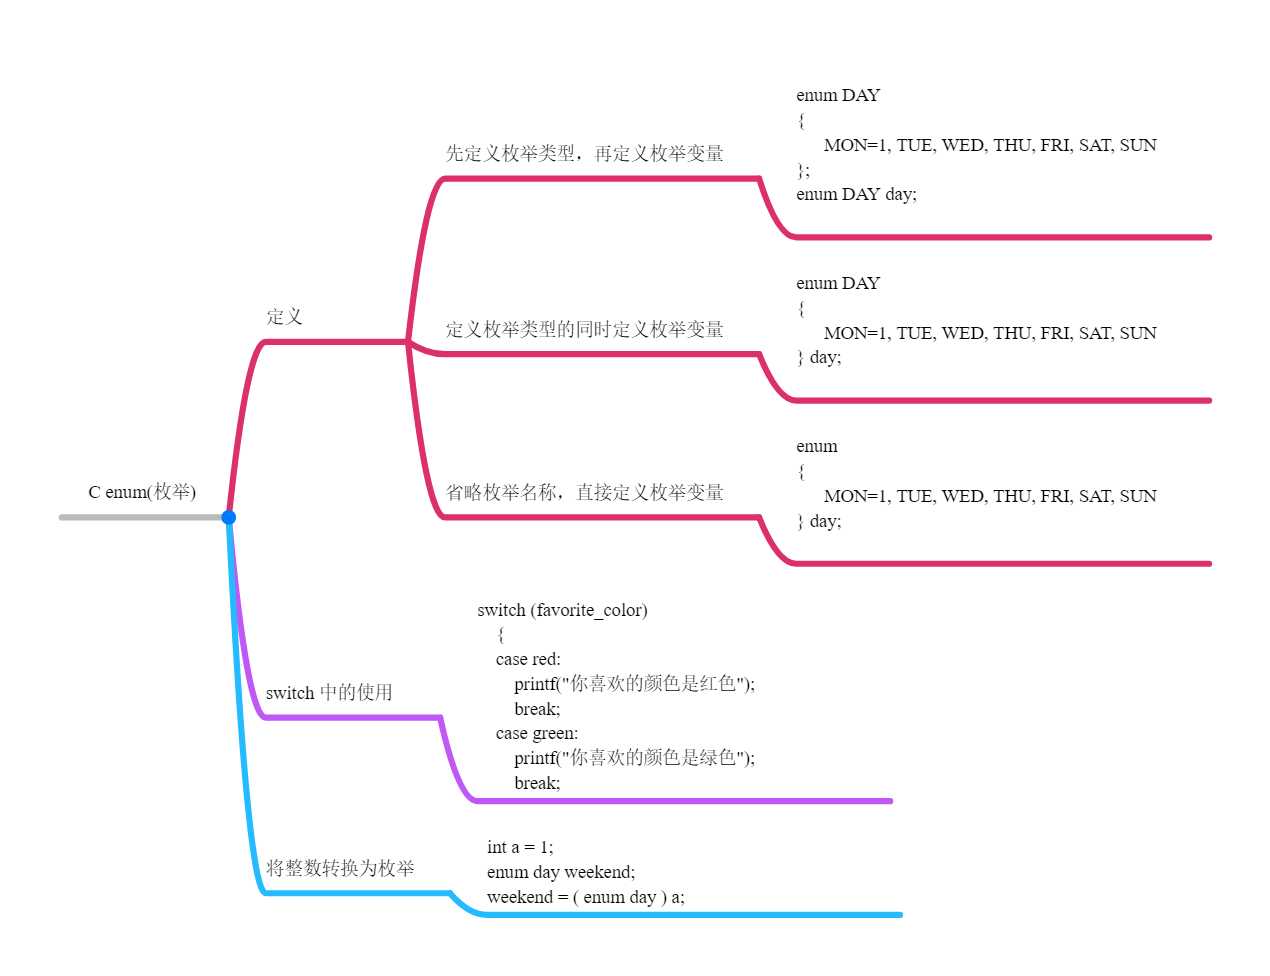 C enum(枚举)
定义
先定义枚举类型，再定义枚举变量
enum DAY
{
MON=1, TUE, WED, THU, FRI, SAT, SUN
};
enum DAY day;
定义枚举类型的同时定义枚举变量
enum DAY
{
MON=1, TUE, WED, THU, FRI, SAT, SUN
} day;
省略枚举名称，直接定义枚举变量
enum
{
MON=1, TUE, WED, THU, FRI, SAT, SUN
} day;
switch 中的使用
switch (favorite_color)
{
case red:
printf("你喜欢的颜色是红色");
break;
case green:
printf("你喜欢的颜色是绿色");
break;
将整数转换为枚举
int a = 1;
enum day weekend;
weekend = ( enum day ) a;